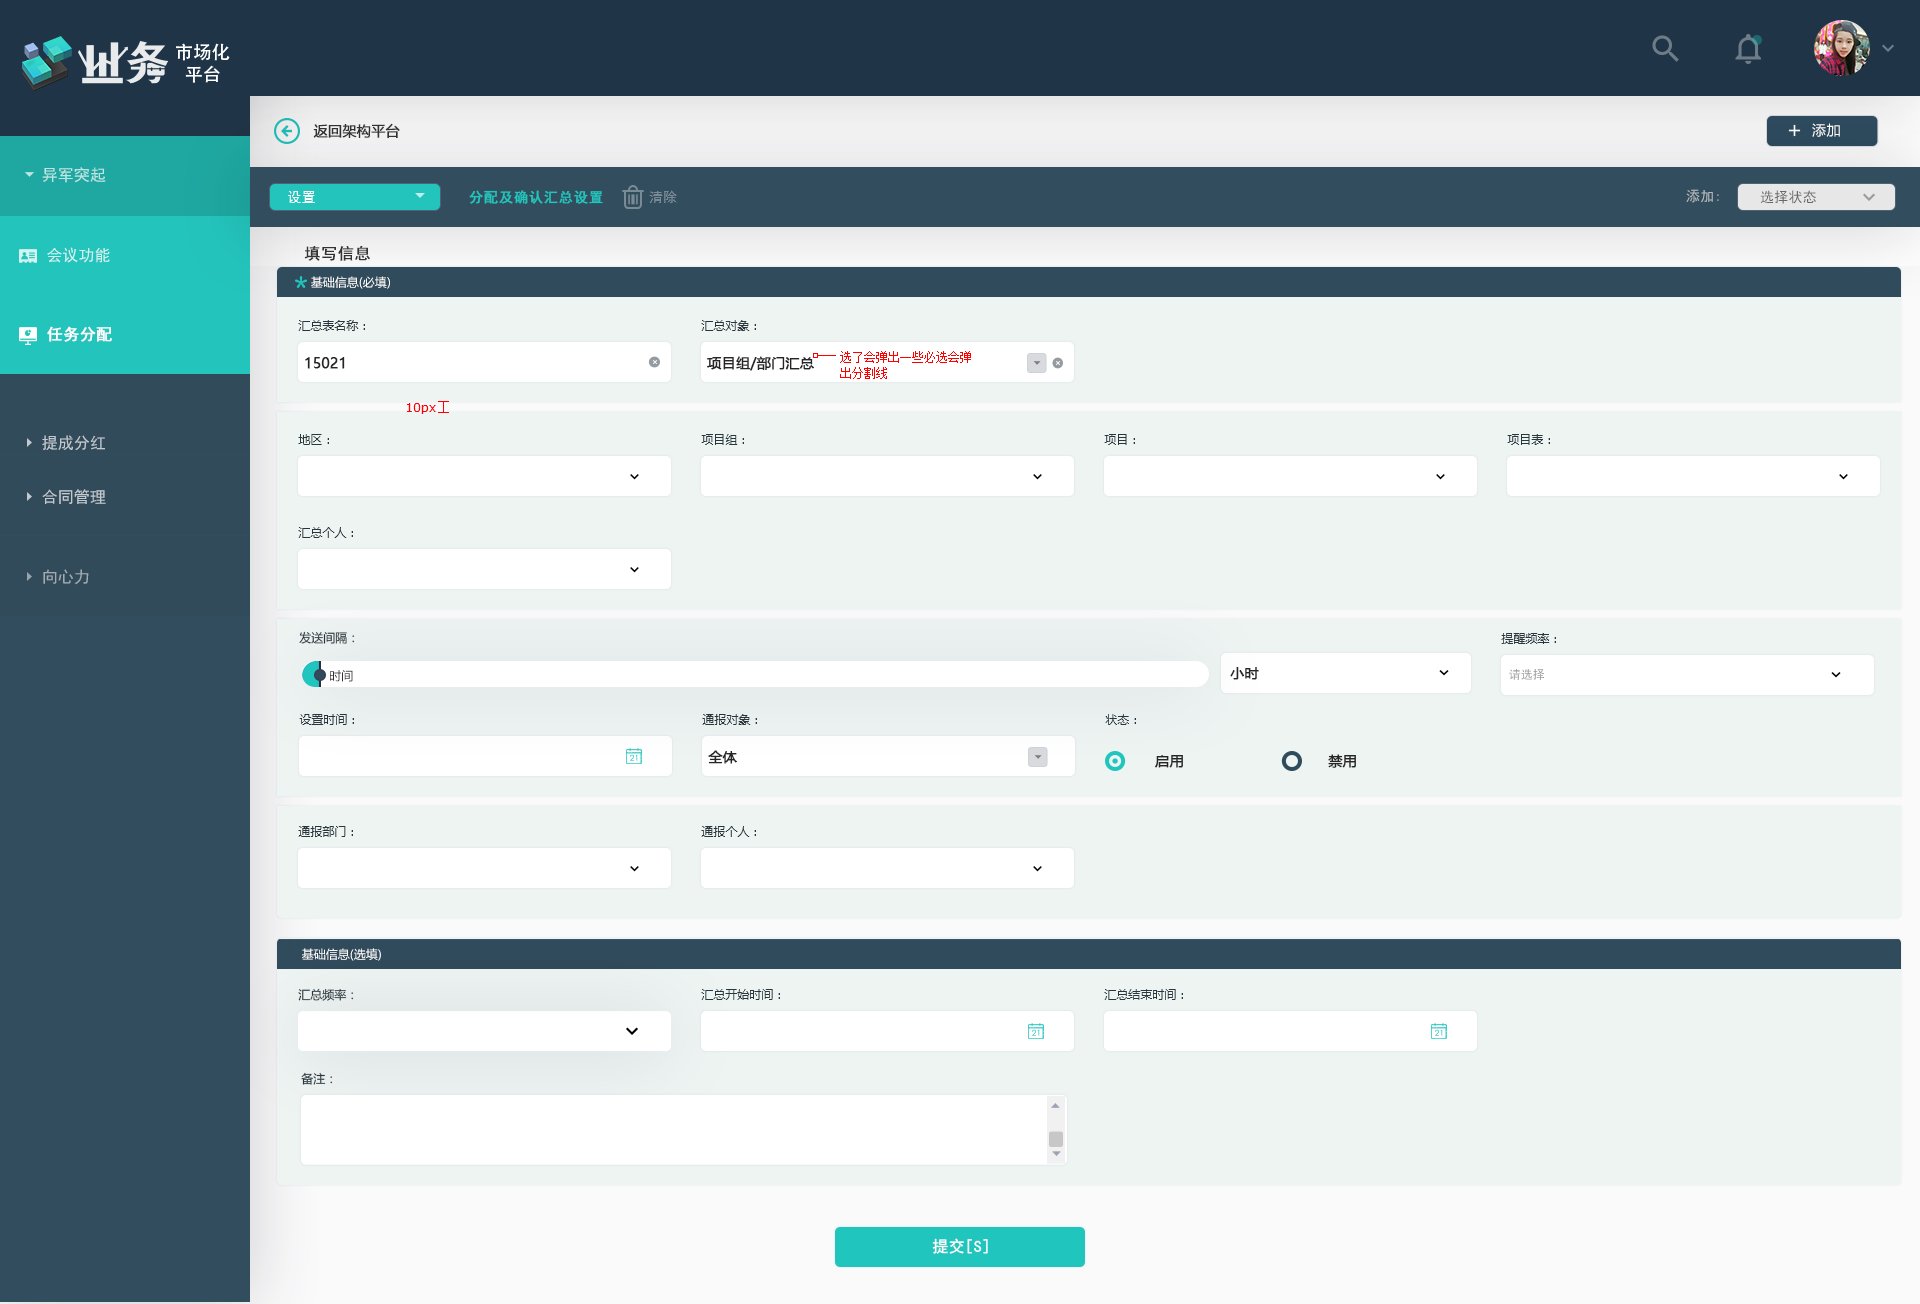 业务
市场化
平台
返回架构平台
添加
异军突起
设置
分配及确认汇总设置
清除
添加：
选择状态
会议功能
任务分配
提成分红
合同管理
向心力
填写信息
基础信息(必填)
汇总表名称：
汇总对象：
15021
项目组/部门汇总
选了会弹出一些必选会弹
出分割线
10px工
地区：
项目组：
项目：
项目表：
汇总个人：
发送间隔：
提醒频率：
时间
小时
请选择
设置时间：
通报对象：
状态：
21
全体
启用
禁用
通报部门：
通报个人：
基础信息(选填)
汇总频率：
汇总开始时间：
汇总结束时间：
21
21
备注：
提交[S]